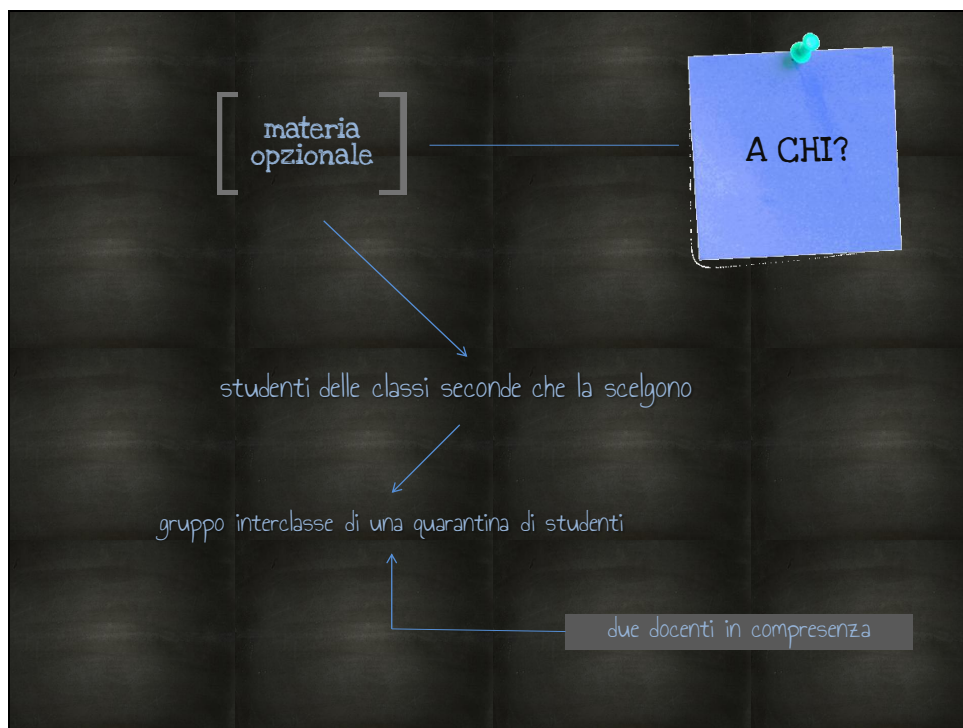 materia
opzionale
A CHI?
studenti delle classi seconde che la scelgono
gruppo interclasse di una quarantina di studenti
due docenti in compresenza